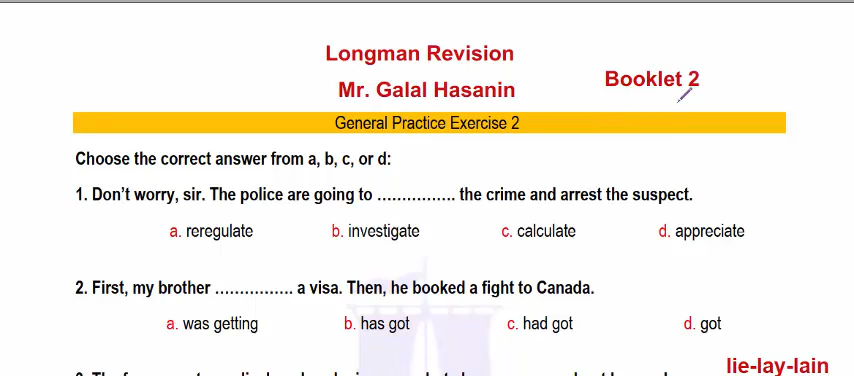 Longman Revision
Mr. Galal Hasanin
Booklet 2
General Practice Exercise 2
Choose the correct answer from a, b, c, or d:
1. Don't worry, sir. The police are going to ................ the crime and arrest the suspect.
a. reregulate b. investigate c. calculate d. appreciate
2. First, my brother ................ a visa. Then, he booked a fight to Canada.
a. was getting b. has got c. had got d. got
lie-lay-lain